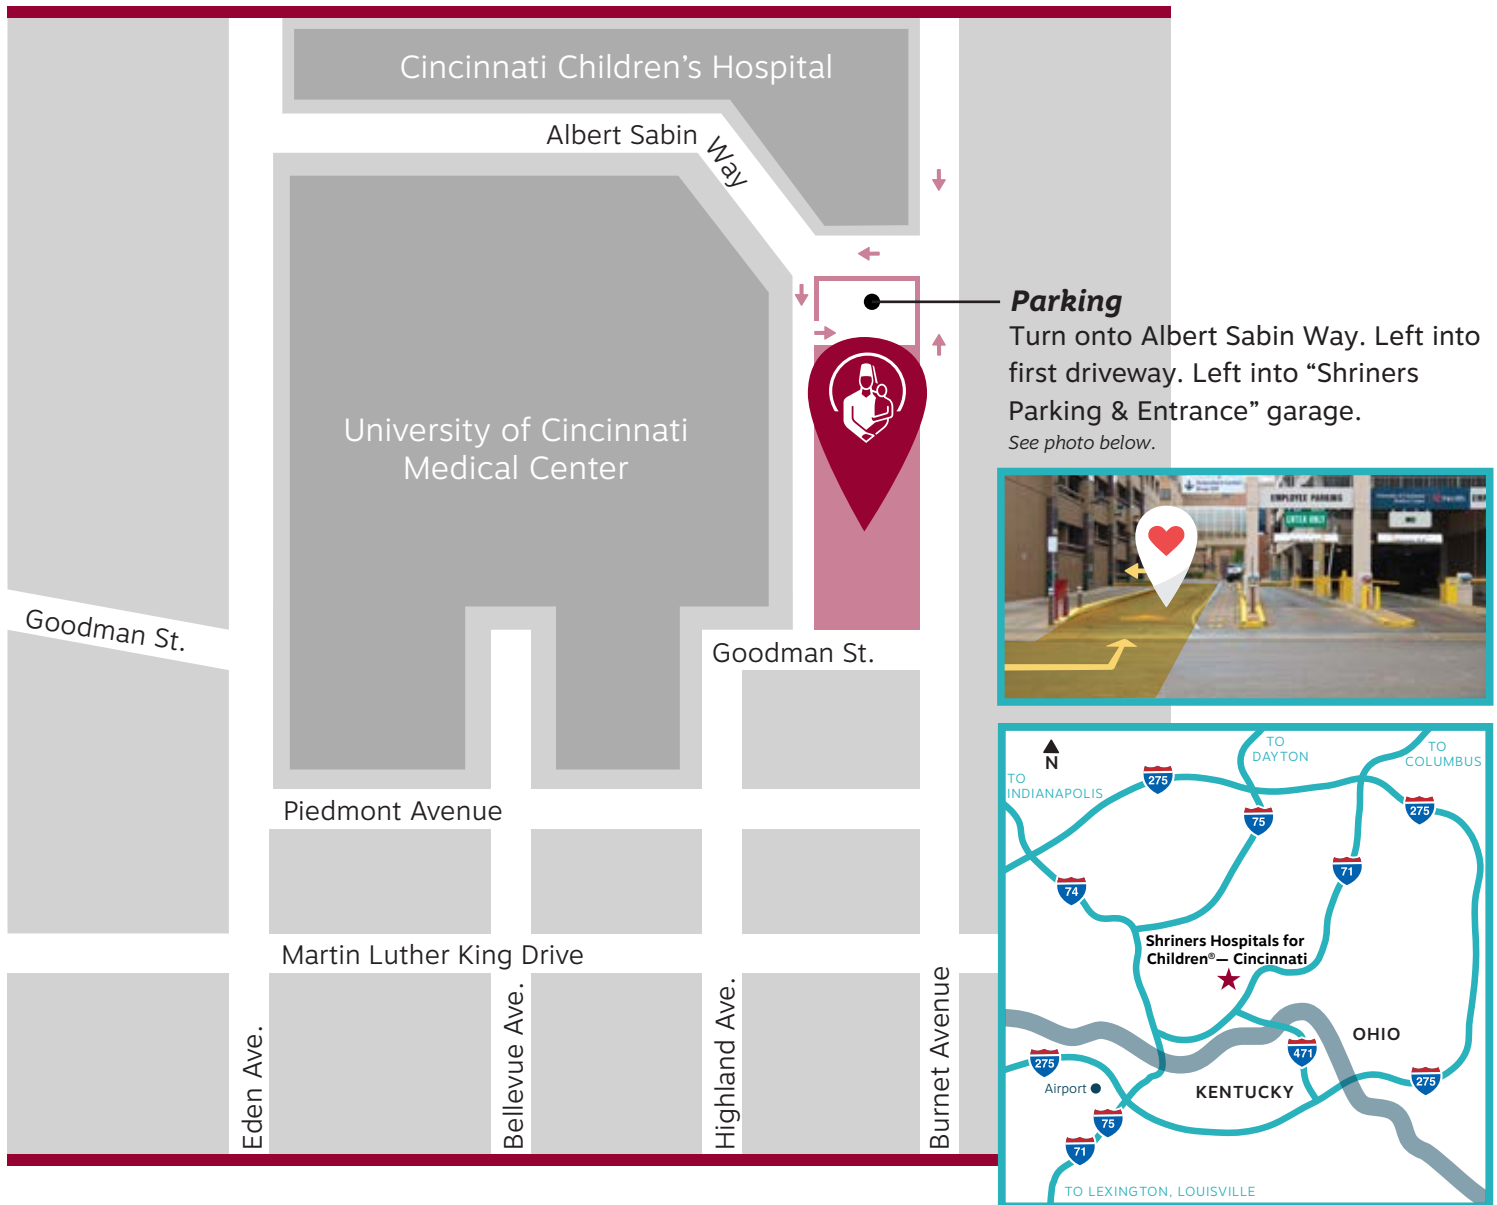 Cincinnati Children’s Hospital
Albert Sabin Way
University of Cincinnati
Medical Center
Goodman St.
Goodman St.
Piedmont Avenue
Martin Luther King Drive
Eden Ave.
Bellevue Ave.
Highland Ave.
Burnet Avenue
Parking
Turn onto Albert Sabin Way. Left into
first driveway. Left into “Shriners
Parking & Entrance” garage.
See photo below.
EMPLOYEE PARKING
ENTER ONLY
N
TO
INDIANAPOLIS
TO
DAYTON
TO
COLUMBUS
275
75
275
71
74
Shriners Hospitals for
Children®— Cincinnati
OHIO
471
275
Airport
KENTUCKY
275
75
71
TO LEXINGTON, LOUISVILLE